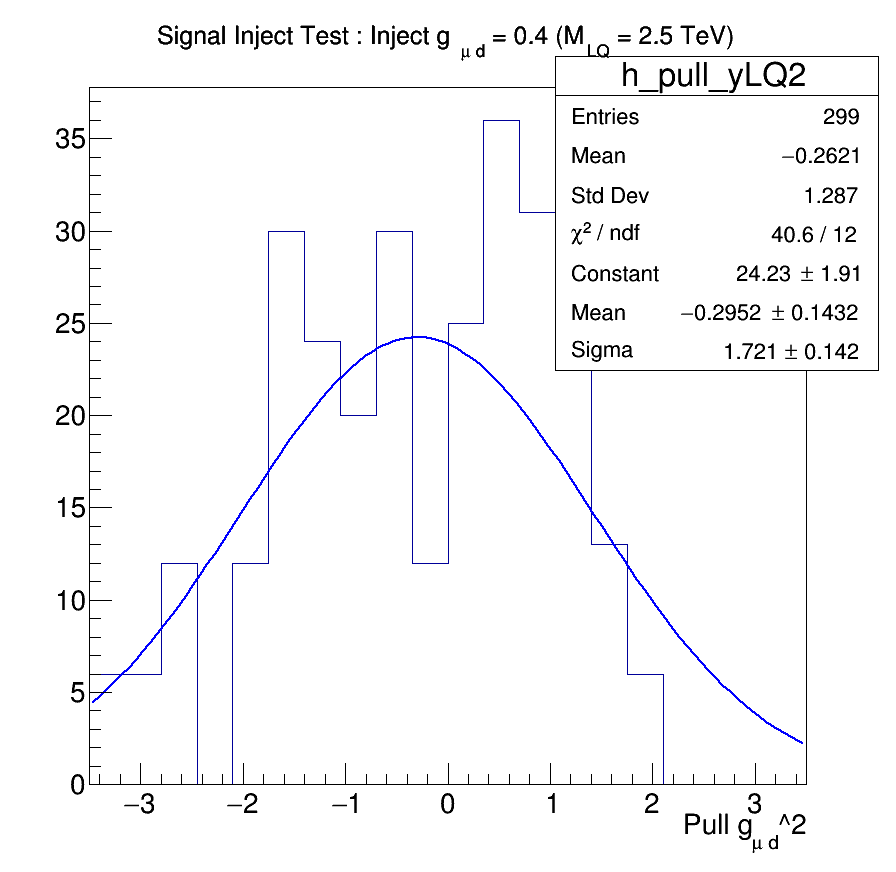 Signal Inject Test : Inject g μ d = 0.4 (M LQ = 2.5 TeV)
h_pull_yLQ2
Entries 299
Mean −0.2621
Std Dev 1.287
χ² / ndf 40.6 / 12
Constant 24.23 ± 1.91
Mean −0.2952 ± 0.1432
Sigma 1.721 ± 0.142
35
30
25
20
15
10
5
0
−3 −2 −1 0 1 2 3
Pull g μ d ^2